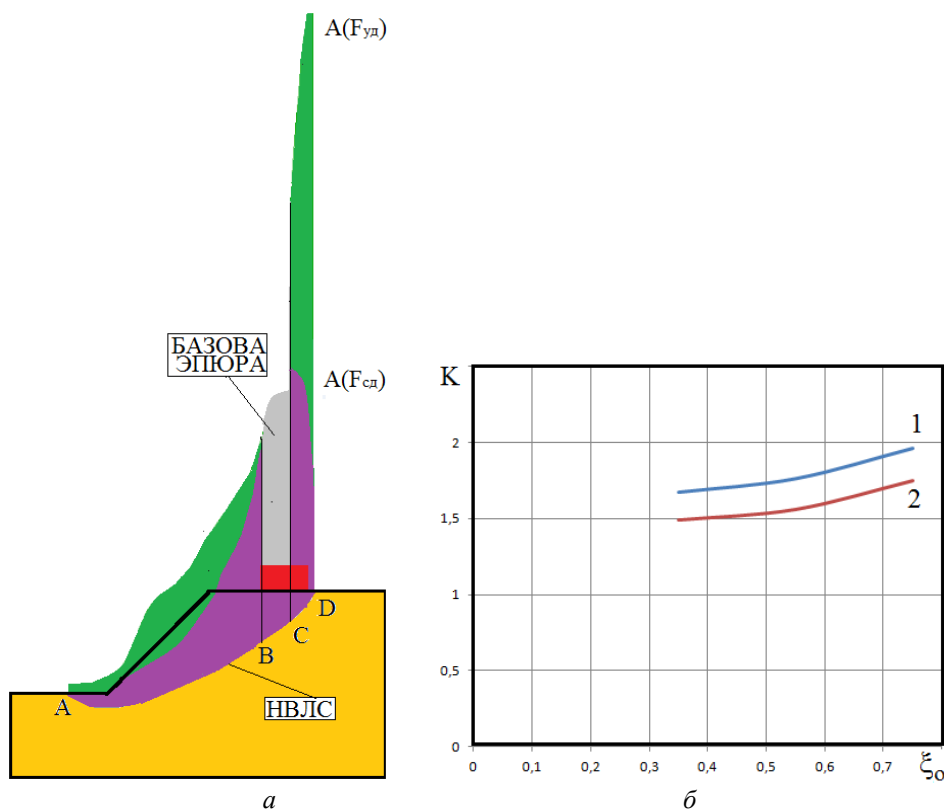 A(Fуд)
БАЗОВА
ЭПЮРА
A(Fсд)
A
B
C
D
НВЛС
а
K
2
1,5
1
0,5
0
0
0,1
0,2
0,3
0,4
0,5
0,6
0,7
ξo
1
2
б